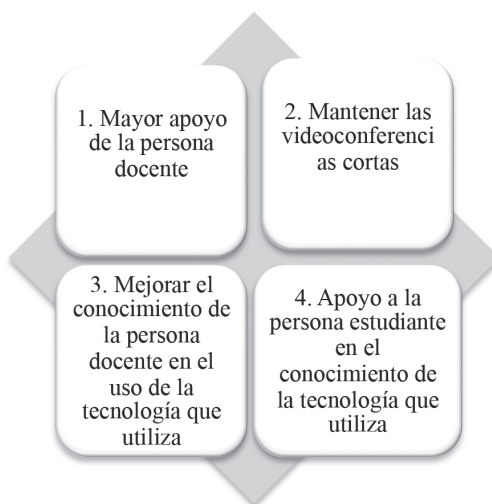 1. Mayor apoyo
de la persona
docente
2. Mantener las
videoconferenci
as cortas
3. Mejorar el
conocimiento de
la persona
docente en el
uso de la
tecnología que
utiliza
4. Apoyo a la
persona estudiante
en el
conocimiento de
la tecnología que
utiliza